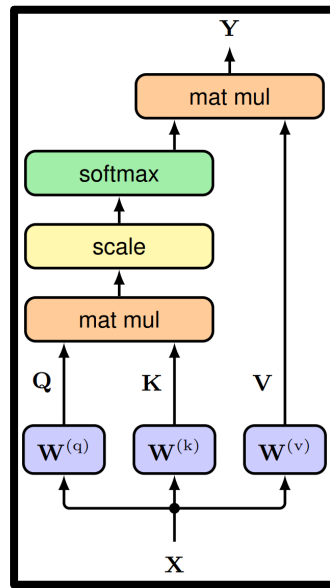 Y
mat mul
softmax
scale
mat mul
Q K V
W(q) W(k) W(v)
X